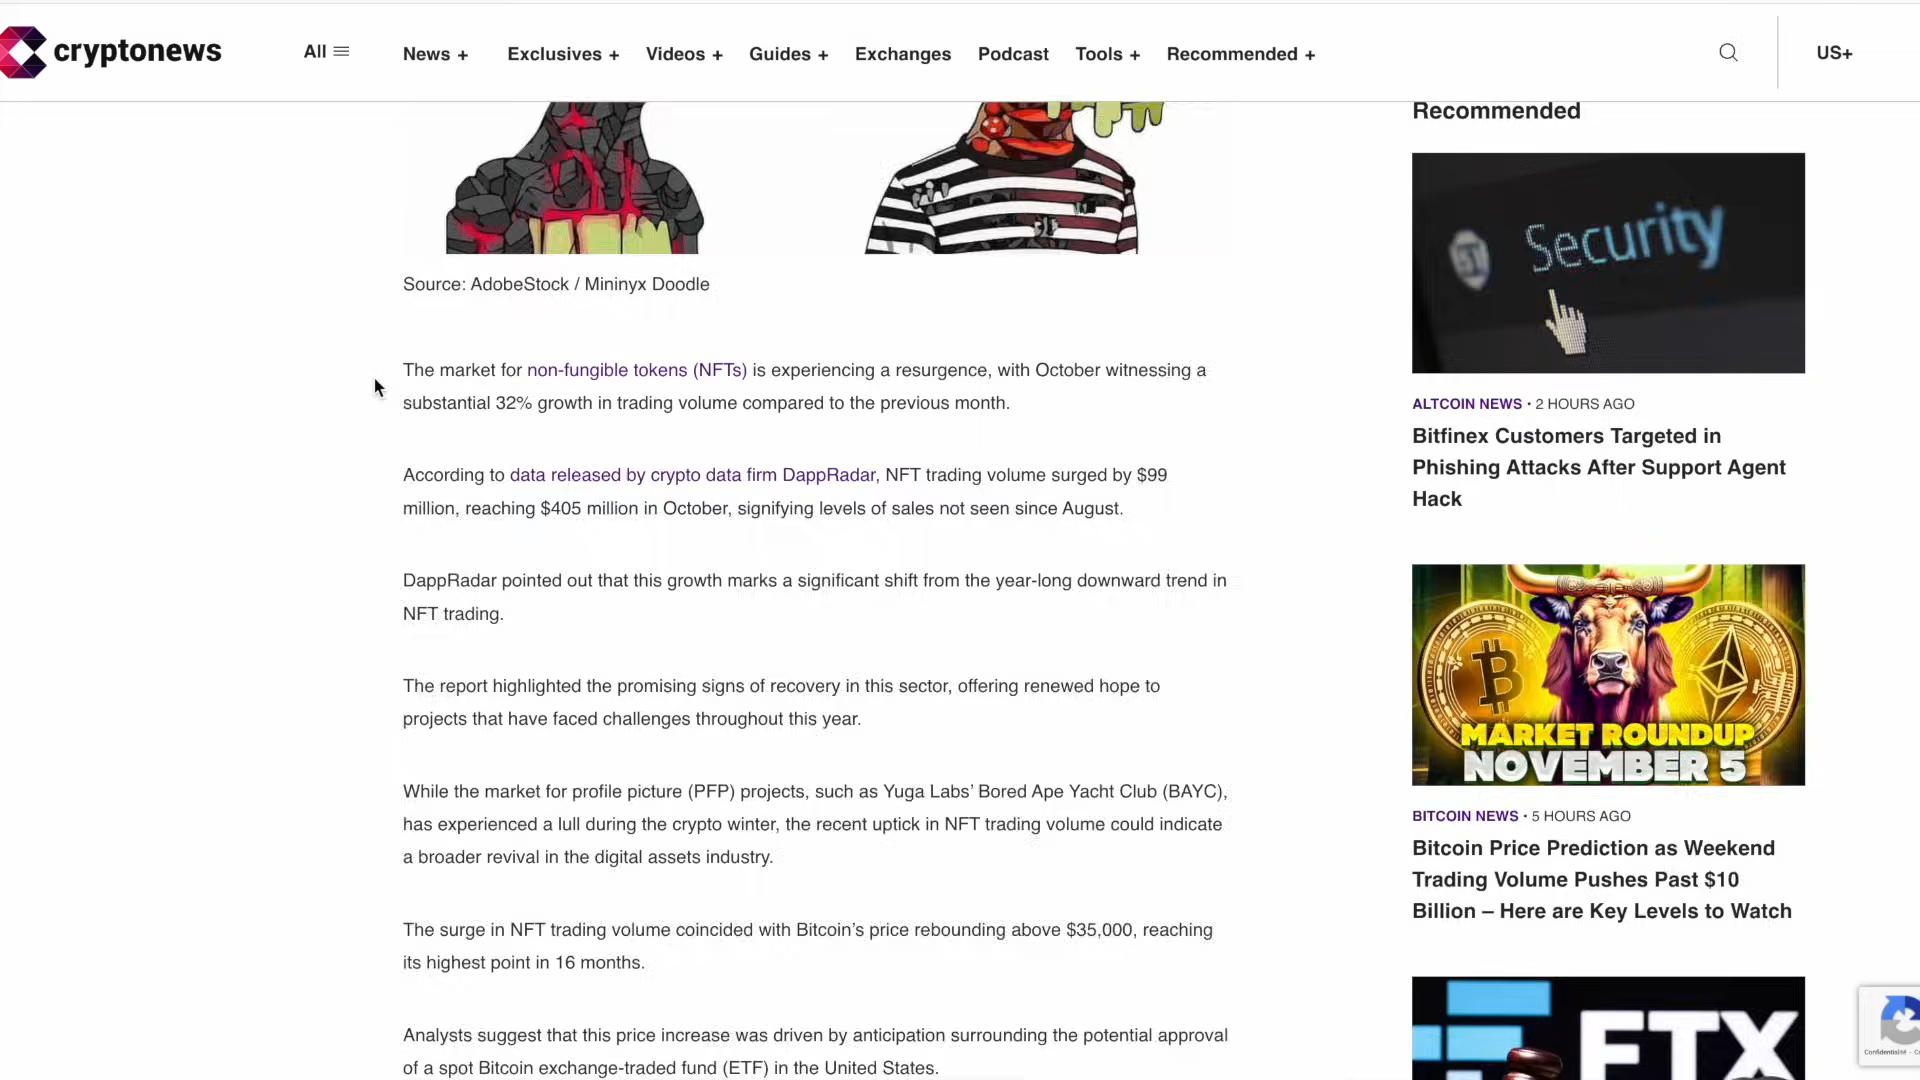 cryptonews
All
News +
Exclusives +
Videos +
Guides +
Exchanges
Podcast
Tools +
Recommended +
US+
Source: AdobeStock / Mininyx Doodle
The market for non-fungible tokens (NFTs) is experiencing a resurgence, with October witnessing a
substantial 32% growth in trading volume compared to the previous month.
According to data released by crypto data firm DappRadar, NFT trading volume surged by $99
million, reaching $405 million in October, signifying levels of sales not seen since August.
DappRadar pointed out that this growth marks a significant shift from the year-long downward trend in
NFT trading.
The report highlighted the promising signs of recovery in this sector, offering renewed hope to
projects that have faced challenges throughout this year.
While the market for profile picture (PFP) projects, such as Yuga Labs’ Bored Ape Yacht Club (BAYC),
has experienced a lull during the crypto winter, the recent uptick in NFT trading volume could indicate
a broader revival in the digital assets industry.
The surge in NFT trading volume coincided with Bitcoin’s price rebounding above $35,000, reaching
its highest point in 16 months.
Analysts suggest that this price increase was driven by anticipation surrounding the potential approval
of a spot Bitcoin exchange-traded fund (ETF) in the United States.
Recommended
Security
ALTCOIN NEWS • 2 HOURS AGO
Bitfinex Customers Targeted in
Phishing Attacks After Support Agent
Hack
MARKET ROUNDUP
NOVEMBER 5
BITCOIN NEWS • 5 HOURS AGO
Bitcoin Price Prediction as Weekend
Trading Volume Pushes Past $10
Billion – Here are Key Levels to Watch
FTX
Confidentialité